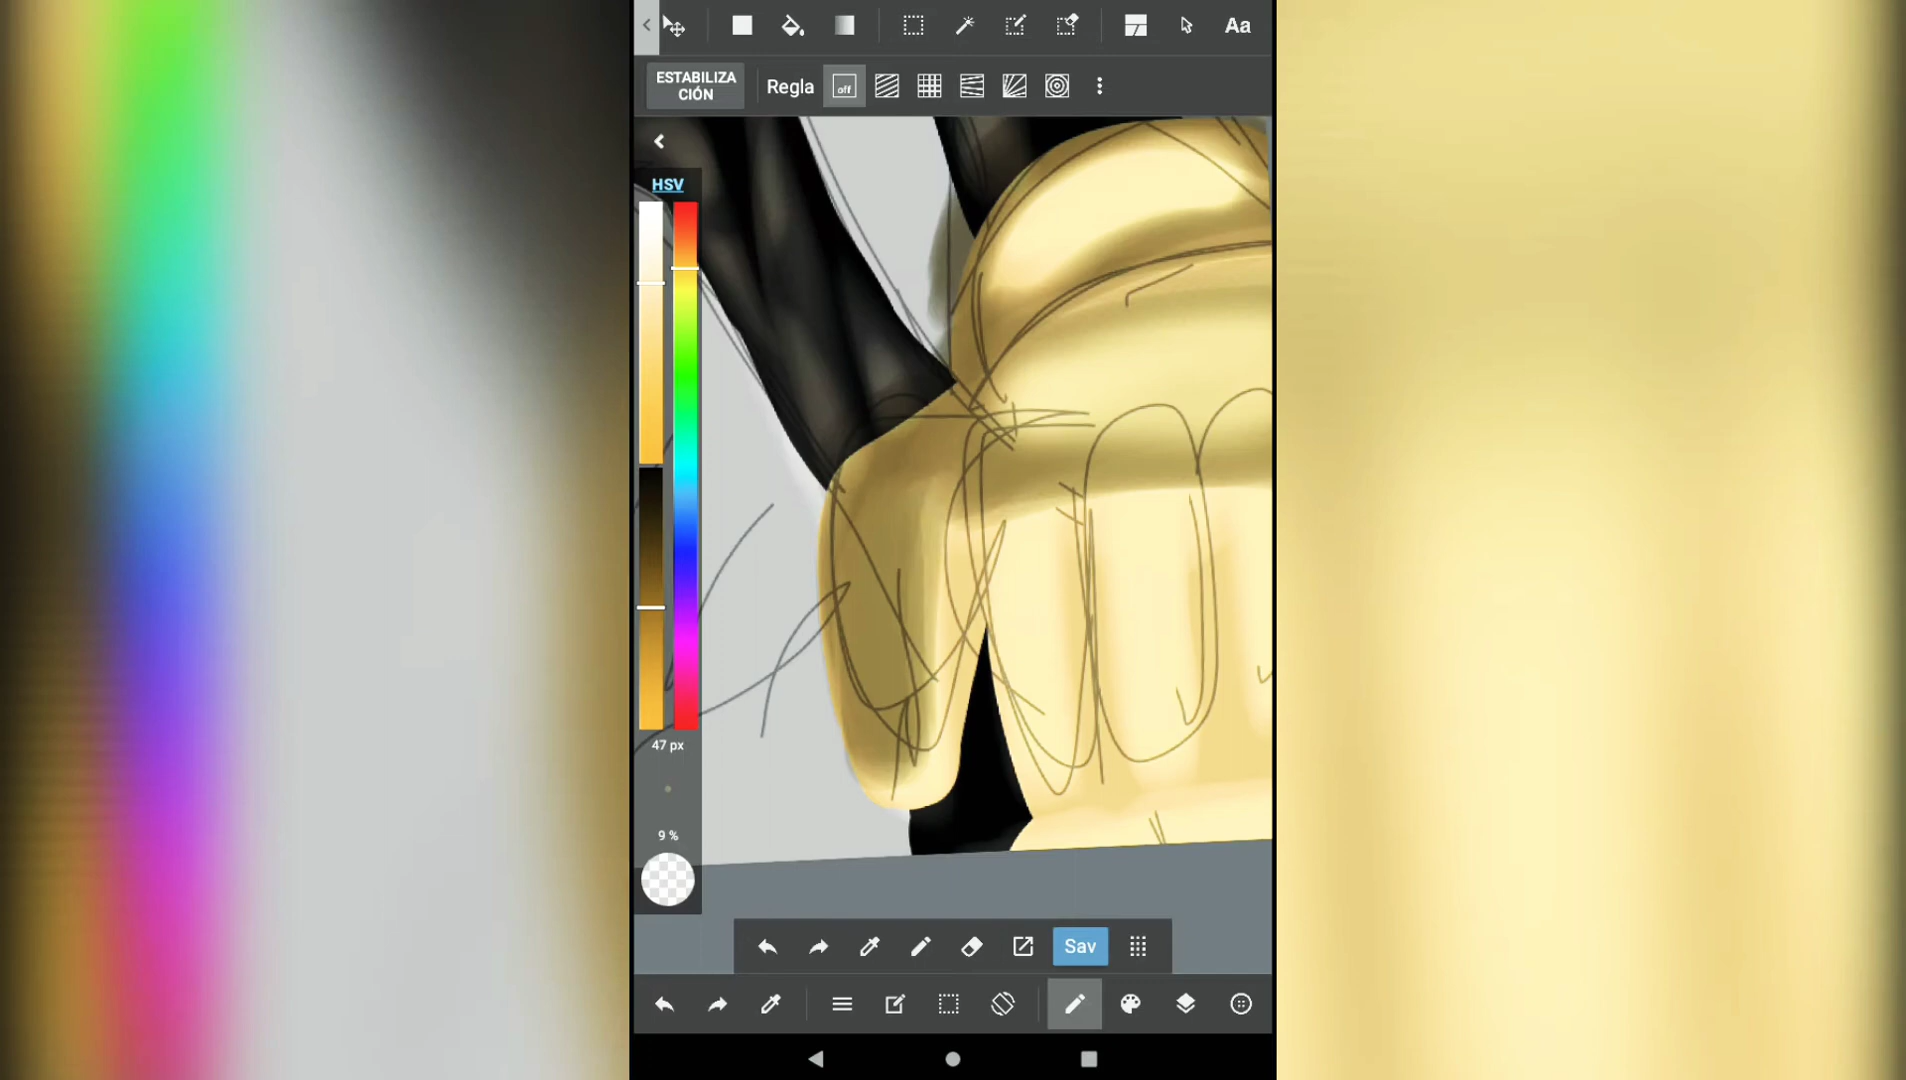 Aa
ESTABILIZA
CIÓN
Regla
off
HSV
47 px
9 %
Sav